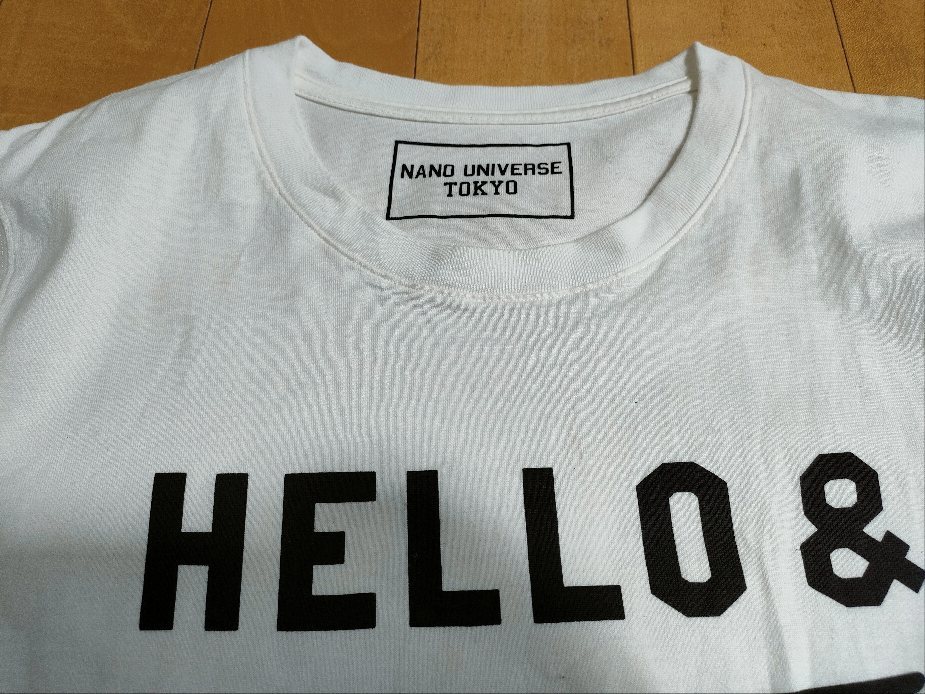 NANO UNIVERSE
TOKYO
HELLO &